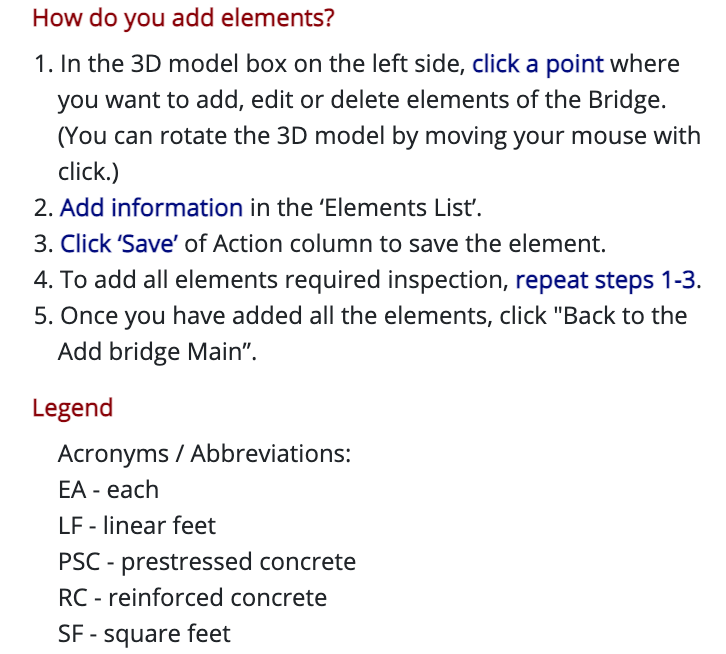 How do you add elements?
1. In the 3D model box on the left side, click a point where
you want to add, edit or delete elements of the Bridge.
(You can rotate the 3D model by moving your mouse with
click.)
2. Add information in the ‘Elements List’.
3. Click ‘Save’ of Action column to save the element.
4. To add all elements required inspection, repeat steps 1-3.
5. Once you have added all the elements, click "Back to the
Add bridge Main”.
Legend
Acronyms / Abbreviations:
EA - each
LF - linear feet
PSC - prestressed concrete
RC - reinforced concrete
SF - square feet